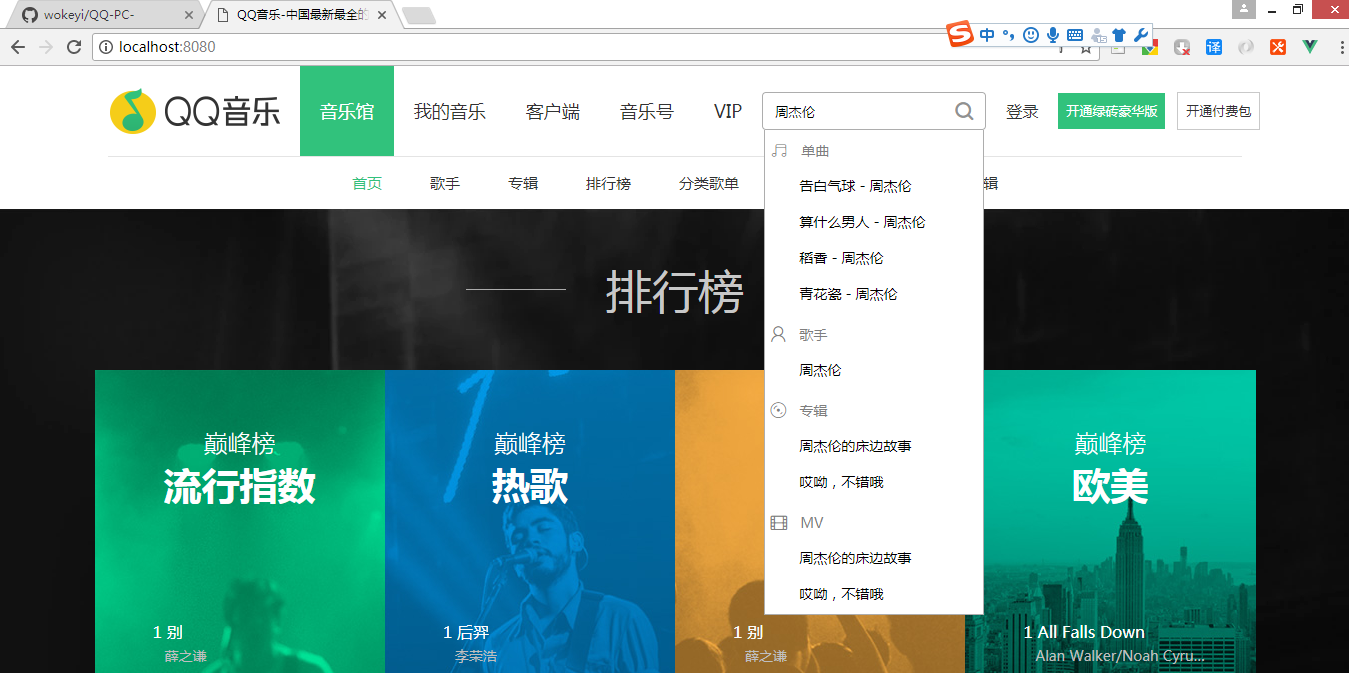 wokeyi/QQ-PC-
QQ音乐-中国最新最全的
localhost:8080
中
译
QQ音乐
音乐馆
我的音乐
客户端
音乐号
VIP
周杰伦
登录
开通绿砖豪华版
开通付费包
首页
歌手
专辑
排行榜
分类歌单
辑
单曲
告白气球 - 周杰伦
算什么男人 - 周杰伦
稻香 - 周杰伦
青花瓷 - 周杰伦
歌手
周杰伦
专辑
周杰伦的床边故事
哎呦，不错哦
MV
周杰伦的床边故事
哎呦，不错哦
排行榜
巅峰榜
流行指数
1 别
薛之谦
巅峰榜
热歌
1 后羿
李荣浩
1 别
薛之谦
巅峰榜
欧美
1 All Falls Down
Alan Walker/Noah Cyru...